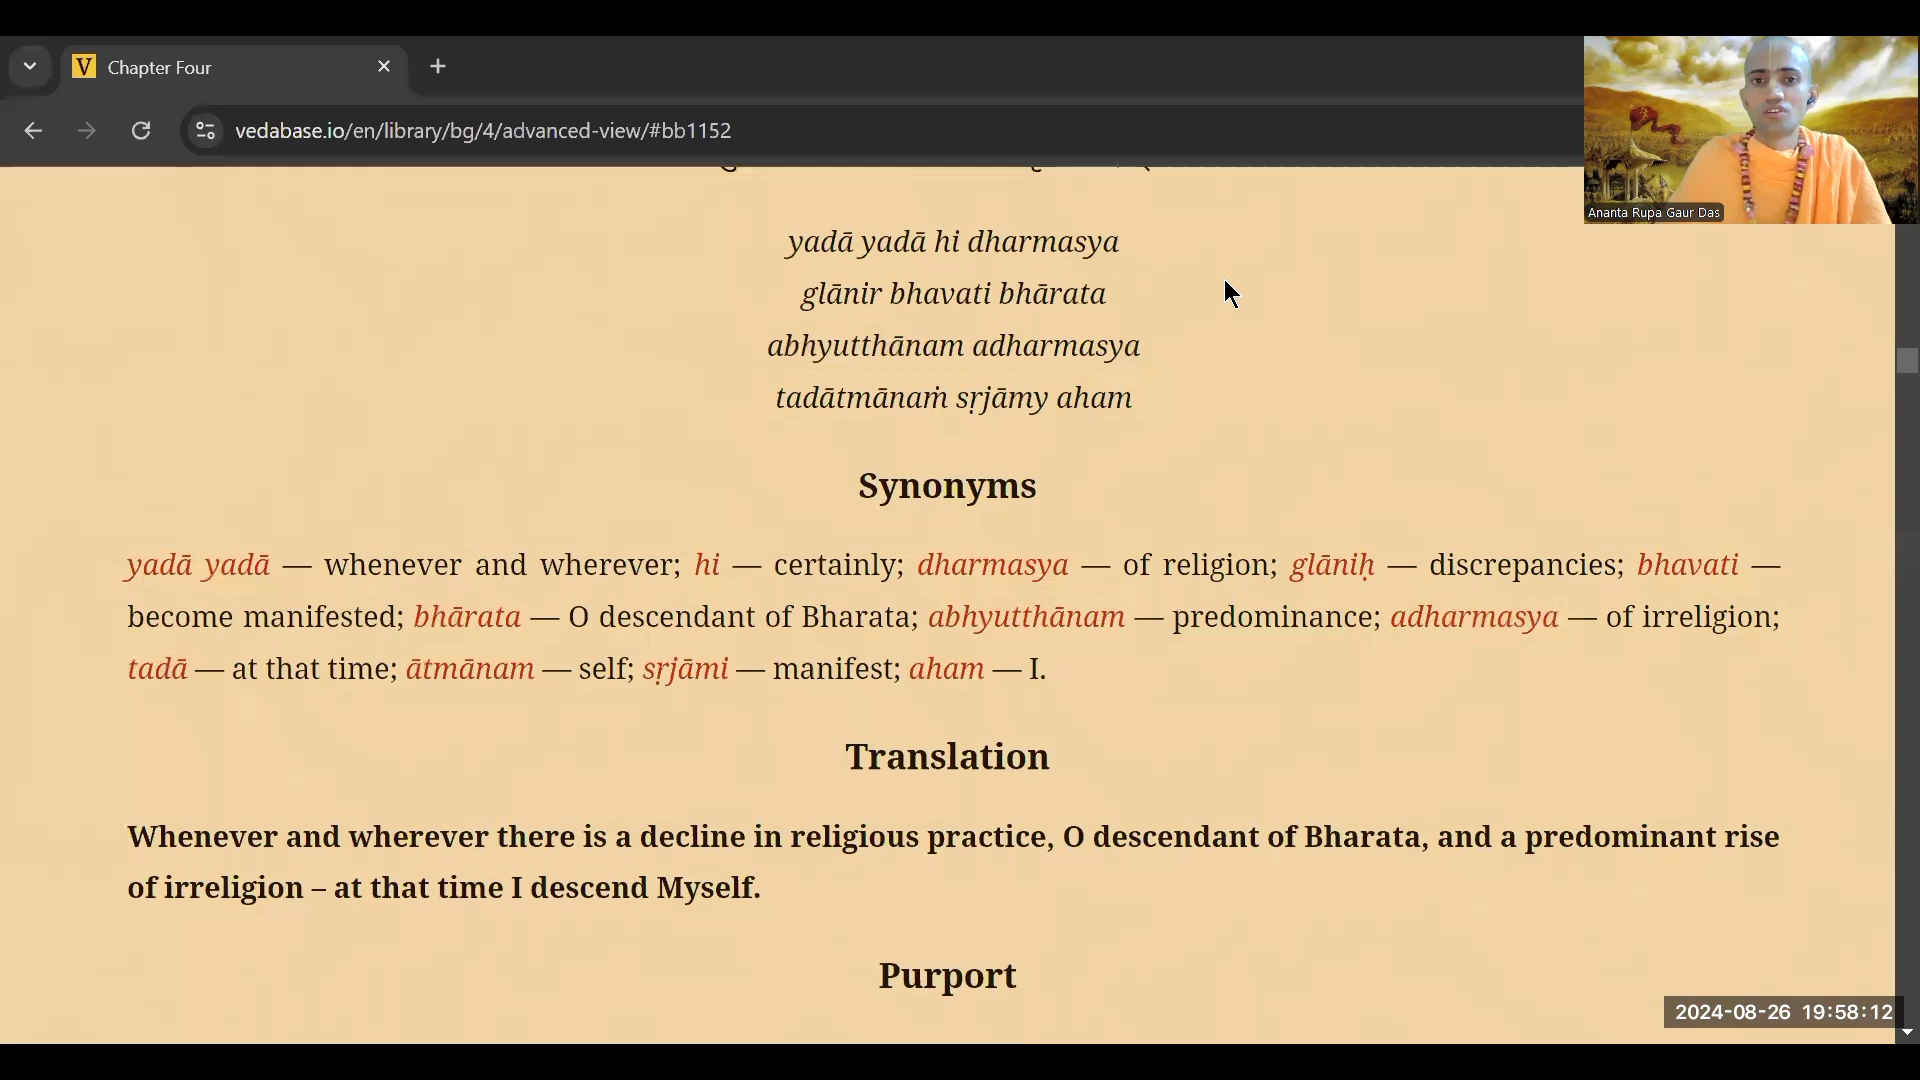 Chapter Four
vedabase.io/en/library/bg/4/advanced-view/#bb1152
Ananta Rupa Gaur Das
yadā yadā hi dharmasya
glānir bhavati bhārata
abhyutthānam adharmasya
tadātmānaṁ sṛjāmy aham
Synonyms
yadā yadā — whenever and wherever; hi — certainly; dharmasya — of religion; glāniḥ — discrepancies; bhavati —
become manifested; bhārata — O descendant of Bharata; abhyutthānam — predominance; adharmasya — of irreligion;
tadā — at that time; ātmānam — self; sṛjāmi — manifest; aham — I.
Translation
Whenever and wherever there is a decline in religious practice, O descendant of Bharata, and a predominant rise
of irreligion – at that time I descend Myself.
Purport
2024-08-26 19:58:12